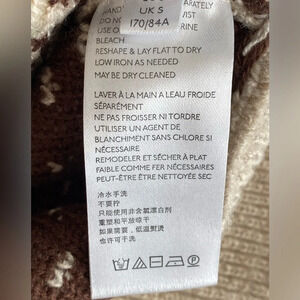 UK S
170/84A
BLEACH
RESHAPE & LAY FLAT TO DRY
LOW IRON AS NEEDED
MAY BE DRY CLEANED
LAVER À LA MAIN A LEAU FROIDE
SÉPARÉMENT
NE PAS FROISSER NI TORDRE
UTILISER UN AGENT DE
BLANCHIMENT SANS CHLORE SI
NÉCESSAIRE
REMODELER ET SÉCHER À PLAT
FAIBLE COMME FER NÉCESSAIRES
PEUT-ÊTRE ÊTRE NETTOYÉE SEC
冷水手洗
不要拧
只能使用非含氧漂白剂
重塑和平放晾干
如果需要,低温熨烫
也许可干洗